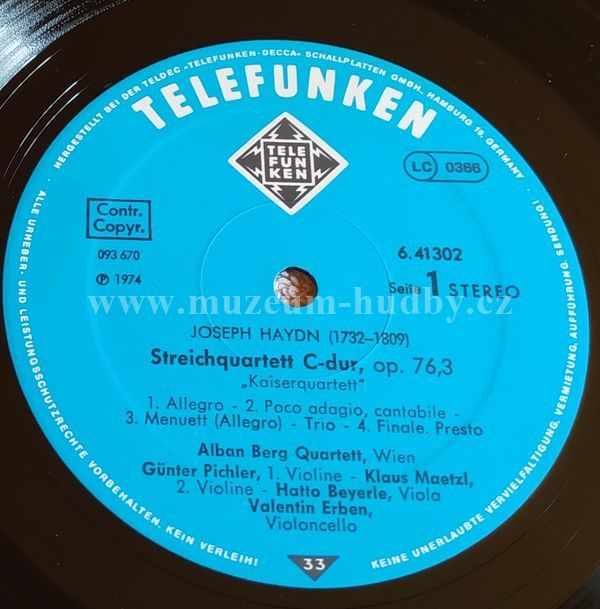 HERGESTELLT BEI DER TELDEC »TELEFUNKEN-DECCA« SCHALLPLATTEN GMBH. HAMBURG 19, GERMANY
TELEFUNKEN
TELE
FUN
KEN
LC 0366
Contr.
Copyr.
093 670
℗ 1974
6.41302
Seite 1 STEREO
www.muzeum-hudby.cz
JOSEPH HAYDN (1732–1809)
Streichquartett C-dur, op. 76,3
„Kaiserquartett"
1. Allegro - 2. Poco adagio, cantabile -
3. Menuett (Allegro) - Trio - 4. Finale. Presto
Alban Berg Quartett, Wien
Günter Pichler, 1. Violine - Klaus Maetzl,
2. Violine - Hatto Beyerle, Viola
Valentin Erben,
Violoncello
33
ALLE URHEBER- UND LEISTUNGSSCHUTZRECHTE VORBEHALTEN. KEIN VERLEIH!
KEINE UNERLAUBTE VERVIELFÄLTIGUNG, VERMIETUNG, AUFFÜHRUNG, SENDUNG!